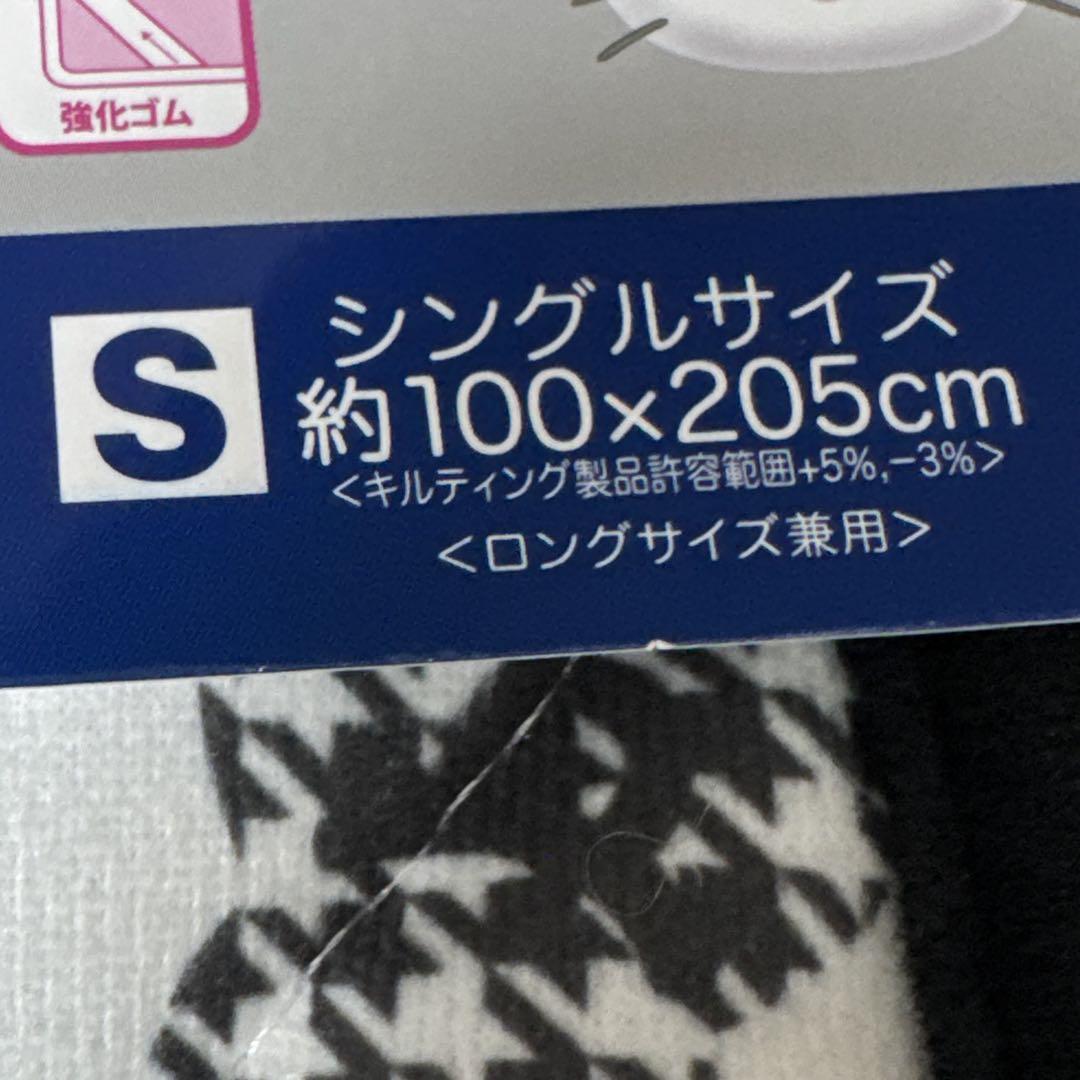 強化ゴム
S
シングルサイズ
約100×205cm
<キルティング製品許容範囲+5%,-3%>
<ロングサイズ兼用>